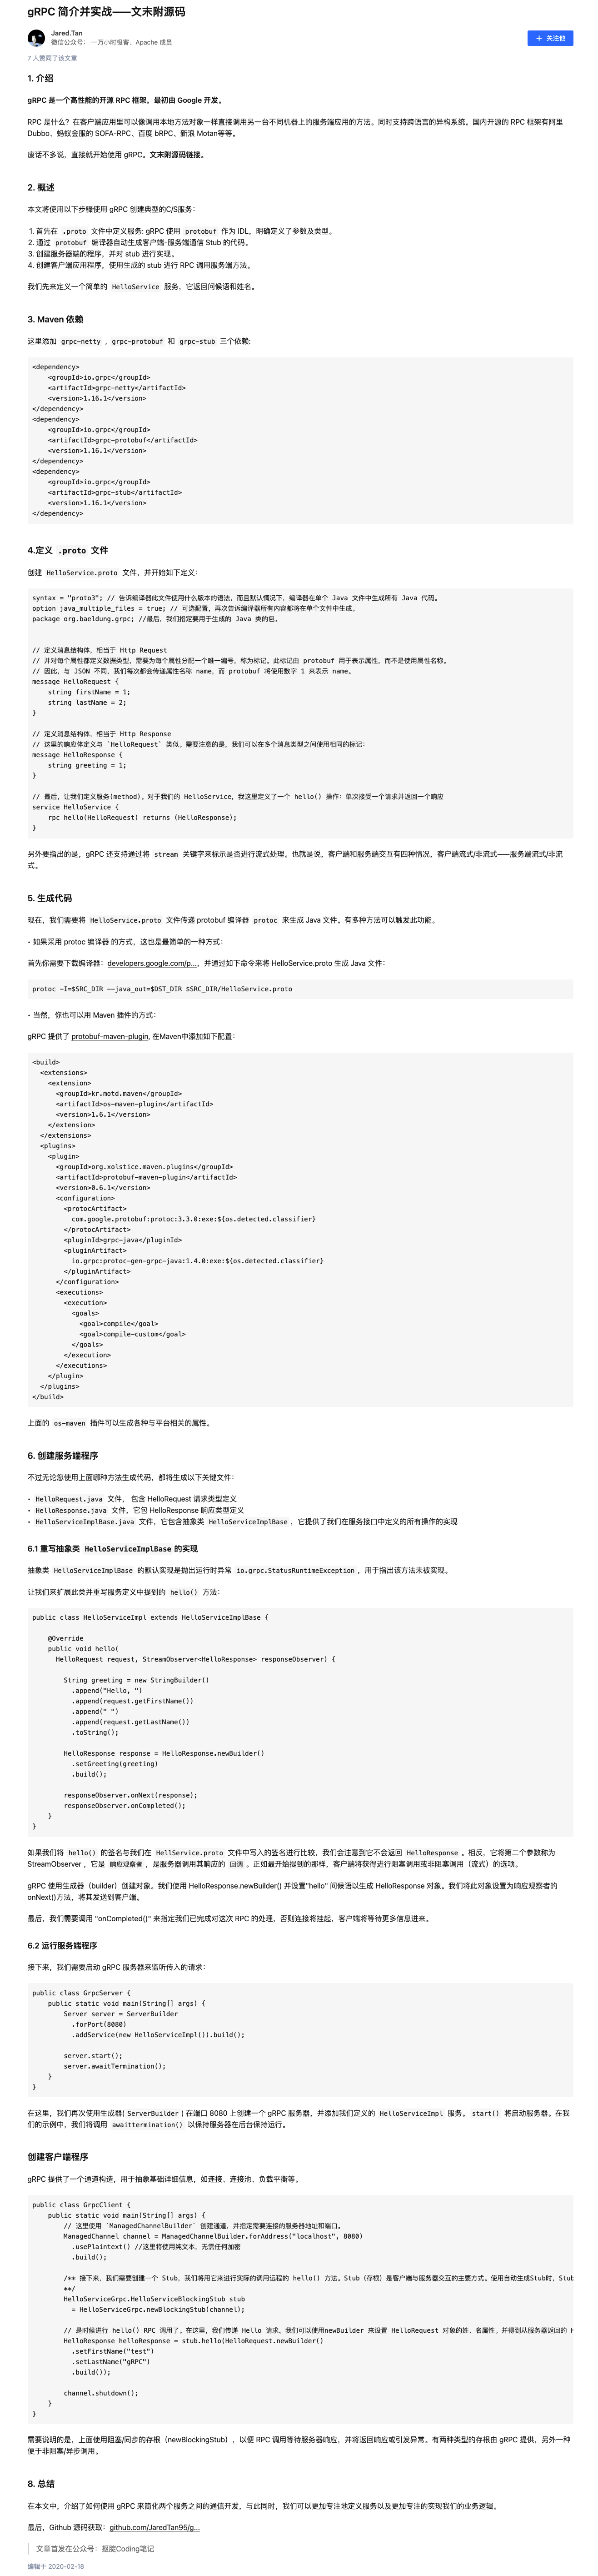 gRPC 简介并实战——文末附源码
Jared.Tan
微信公众号： 一万小时极客、Apache 成员
+ 关注他
7 人赞同了该文章
1. 介绍
gRPC 是一个高性能的开源 RPC 框架，最初由 Google 开发。
RPC 是什么？在客户端应用里可以像调用本地方法对象一样直接调用另一台不同机器上的服务端应用的方法。同时支持跨语言的异构系统。国内开源的 RPC 框架有阿里
Dubbo、蚂蚁金服的 SOFA-RPC、百度 bRPC、新浪 Motan等等。
废话不多说，直接就开始使用 gRPC。文末附源码链接。
2. 概述
本文将使用以下步骤使用 gRPC 创建典型的C/S服务：
1. 首先在 .proto 文件中定义服务: gRPC 使用 protobuf 作为 IDL，明确定义了参数及类型。
2. 通过 protobuf 编译器自动生成客户端-服务端通信 Stub 的代码。
3. 创建服务器端的程序，并对 stub 进行实现。
4. 创建客户端应用程序，使用生成的 stub 进行 RPC 调用服务端方法。
我们先来定义一个简单的 HelloService 服务，它返回问候语和姓名。
3. Maven 依赖
这里添加 grpc-netty , grpc-protobuf 和 grpc-stub 三个依赖:
<dependency>
    <groupId>io.grpc</groupId>
    <artifactId>grpc-netty</artifactId>
    <version>1.16.1</version>
</dependency>
<dependency>
    <groupId>io.grpc</groupId>
    <artifactId>grpc-protobuf</artifactId>
    <version>1.16.1</version>
</dependency>
<dependency>
    <groupId>io.grpc</groupId>
    <artifactId>grpc-stub</artifactId>
    <version>1.16.1</version>
</dependency>
4.定义 .proto 文件
创建 HelloService.proto 文件，并开始如下定义：
syntax = "proto3"; // 告诉编译器此文件使用什么版本的语法，而且默认情况下，编译器在单个 Java 文件中生成所有 Java 代码。
option java_multiple_files = true; // 可选配置，再次告诉编译器所有内容都将在单个文件中生成。
package org.baeldung.grpc; //最后，我们指定要用于生成的 Java 类的包。
// 定义消息结构体，相当于 Http Request
// 并对每个属性都定义数据类型，需要为每个属性分配一个唯一编号，称为标记。此标记由 protobuf 用于表示属性，而不是使用属性名称。
// 因此，与 JSON 不同，我们每次都会传递属性名称 name，而 protobuf 将使用数字 1 来表示 name。
message HelloRequest {
    string firstName = 1;
    string lastName = 2;
}
// 定义消息结构体，相当于 Http Response
// 这里的响应体定义与 `HelloRequest` 类似。需要注意的是，我们可以在多个消息类型之间使用相同的标记：
message HelloResponse {
    string greeting = 1;
}
// 最后，让我们定义服务(method)。对于我们的 HelloService，我这里定义了一个 hello() 操作：单次接受一个请求并返回一个响应
service HelloService {
    rpc hello(HelloRequest) returns (HelloResponse);
}
另外要指出的是，gRPC 还支持通过将 stream 关键字来标示是否进行流式处理。也就是说，客户端和服务端交互有四种情况，客户端流式/非流式——服务端流式/非流
式。
5. 生成代码
现在，我们需要将 HelloService.proto 文件传递 protobuf 编译器 protoc 来生成 Java 文件。有多种方法可以触发此功能。
• 如果采用 protoc 编译器 的方式，这也是最简单的一种方式：
首先你需要下载编译器：developers.google.com/p...，并通过如下命令来将 HelloService.proto 生成 Java 文件：
protoc -I=$SRC_DIR --java_out=$DST_DIR $SRC_DIR/HelloService.proto
• 当然，你也可以用 Maven 插件的方式：
gRPC 提供了 protobuf-maven-plugin, 在Maven中添加如下配置：
<build>
  <extensions>
    <extension>
      <groupId>kr.motd.maven</groupId>
      <artifactId>os-maven-plugin</artifactId>
      <version>1.6.1</version>
    </extension>
  </extensions>
  <plugins>
    <plugin>
      <groupId>org.xolstice.maven.plugins</groupId>
      <artifactId>protobuf-maven-plugin</artifactId>
      <version>0.6.1</version>
      <configuration>
        <protocArtifact>
          com.google.protobuf:protoc:3.3.0:exe:${os.detected.classifier}
        </protocArtifact>
        <pluginId>grpc-java</pluginId>
        <pluginArtifact>
          io.grpc:protoc-gen-grpc-java:1.4.0:exe:${os.detected.classifier}
        </pluginArtifact>
      </configuration>
      <executions>
        <execution>
          <goals>
            <goal>compile</goal>
            <goal>compile-custom</goal>
          </goals>
        </execution>
      </executions>
    </plugin>
  </plugins>
</build>
上面的 os-maven 插件可以生成各种与平台相关的属性。
6. 创建服务端程序
不过无论您使用上面哪种方法生成代码，都将生成以下关键文件：
• HelloRequest.java 文件， 包含 HelloRequest 请求类型定义
• HelloResponse.java 文件，它包 HelloResponse 响应类型定义
• HelloServiceImplBase.java 文件，它包含抽象类 HelloServiceImplBase ，它提供了我们在服务接口中定义的所有操作的实现
6.1 重写抽象类 HelloServiceImplBase 的实现
抽象类 HelloServiceImplBase 的默认实现是抛出运行时异常 io.grpc.StatusRuntimeException ，用于指出该方法未被实现。
让我们来扩展此类并重写服务定义中提到的 hello() 方法：
public class HelloServiceImpl extends HelloServiceImplBase {
    @Override
    public void hello(
      HelloRequest request, StreamObserver<HelloResponse> responseObserver) {
        String greeting = new StringBuilder()
          .append("Hello, ")
          .append(request.getFirstName())
          .append(" ")
          .append(request.getLastName())
          .toString();
        HelloResponse response = HelloResponse.newBuilder()
          .setGreeting(greeting)
          .build();
        responseObserver.onNext(response);
        responseObserver.onCompleted();
    }
}
如果我们将 hello() 的签名与我们在 HellService.proto 文件中写入的签名进行比较，我们会注意到它不会返回 HelloResponse 。相反，它将第二个参数称为
StreamObserver ，它是 响应观察者 ，是服务器调用其响应的 回调 。正如最开始提到的那样，客户端将获得进行阻塞调用或非阻塞调用（流式）的选项。
gRPC 使用生成器（builder）创建对象。我们使用 HelloResponse.newBuilder() 并设置"hello" 问候语以生成 HelloResponse 对象。我们将此对象设置为响应观察者的
onNext()方法，将其发送到客户端。
最后，我们需要调用 "onCompleted()" 来指定我们已完成对这次 RPC 的处理，否则连接将挂起，客户端将等待更多信息进来。
6.2 运行服务端程序
接下来，我们需要启动 gRPC 服务器来监听传入的请求：
public class GrpcServer {
    public static void main(String[] args) {
        Server server = ServerBuilder
          .forPort(8080)
          .addService(new HelloServiceImpl()).build();
        server.start();
        server.awaitTermination();
    }
}
在这里，我们再次使用生成器( ServerBuilder ) 在端口 8080 上创建一个 gRPC 服务器，并添加我们定义的 HelloServiceImpl 服务。 start() 将启动服务器。在我
们的示例中，我们将调用 awaittermination() 以保持服务器在后台保持运行。
创建客户端程序
gRPC 提供了一个通道构造，用于抽象基础详细信息，如连接、连接池、负载平衡等。
public class GrpcClient {
    public static void main(String[] args) {
        // 这里使用 `ManagedChannelBuilder` 创建通道，并指定需要连接的服务器地址和端口。
        ManagedChannel channel = ManagedChannelBuilder.forAddress("localhost", 8080)
          .usePlaintext() //这里将使用纯文本，无需任何加密
          .build();
        /** 接下来，我们需要创建一个 Stub，我们将用它来进行实际的调用远程的 hello() 方法。Stub（存根）是客户端与服务器交互的主要方式。使用自动生成Stub时，Stub
        **/
        HelloServiceGrpc.HelloServiceBlockingStub stub
          = HelloServiceGrpc.newBlockingStub(channel);
        // 是时候进行 hello() RPC 调用了。在这里，我们传递 Hello 请求。我们可以使用newBuilder 来设置 HelloRequest 对象的姓、名属性。并得到从服务器返回的
        HelloResponse helloResponse = stub.hello(HelloRequest.newBuilder()
          .setFirstName("test")
          .setLastName("gRPC")
          .build());
        channel.shutdown();
    }
}
需要说明的是，上面使用阻塞/同步的存根（newBlockingStub），以便 RPC 调用等待服务器响应，并将返回响应或引发异常。有两种类型的存根由 gRPC 提供，另外一种
便于非阻塞/异步调用。
8. 总结
在本文中，介绍了如何使用 gRPC 来简化两个服务之间的通信开发，与此同时，我们可以更加专注地定义服务以及更加专注的实现我们的业务逻辑。
最后，Github 源码获取：github.com/JaredTan95/g...
文章首发在公众号：抠腚Coding笔记
编辑于 2020-02-18